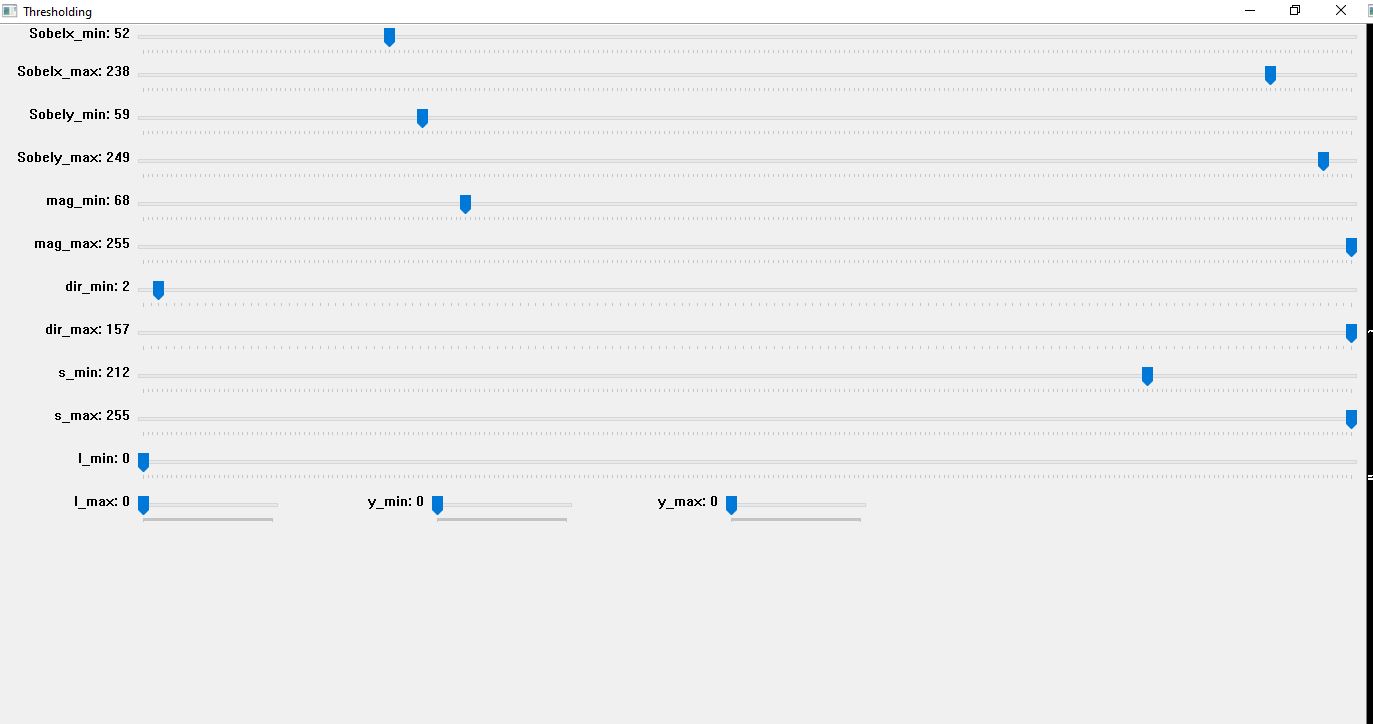 Thresholding
Sobelx_min: 52
Sobelx_max: 238
Sobely_min: 59
Sobely_max: 249
mag_min: 68
mag_max: 255
dir_min: 2
dir_max: 157
s_min: 212
s_max: 255
l_min: 0
l_max: 0 y_min: 0 y_max: 0